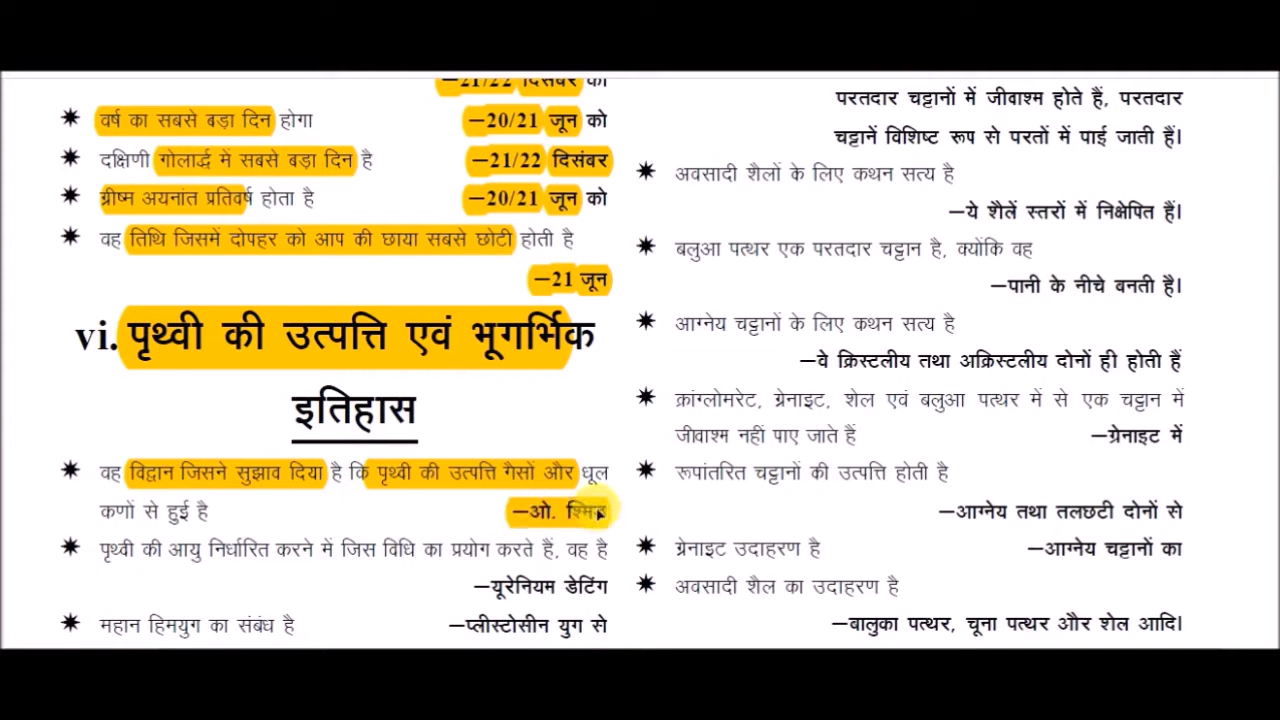 –21/22 दिसंबर को
✷ वर्ष का सबसे बड़ा दिन होगा –20/21 जून को
✷ दक्षिणी गोलार्द्ध में सबसे बड़ा दिन है –21/22 दिसंबर
✷ ग्रीष्म अयनांत प्रतिवर्ष होता है –20/21 जून को
✷ वह तिथि जिसमें दोपहर को आप की छाया सबसे छोटी होती है
–21 जून
vi. पृथ्वी की उत्पत्ति एवं भूगर्भिक
इतिहास
✷ वह विद्वान जिसने सुझाव दिया है कि पृथ्वी की उत्पत्ति गैसों और धूल
कणों से हुई है –ओ. श्मिड
✷ पृथ्वी की आयु निर्धारित करने में जिस विधि का प्रयोग करते हैं, वह है
–यूरेनियम डेटिंग
✷ महान हिमयुग का संबंध है –प्लीस्टोसीन युग से
परतदार चट्टानों में जीवाश्म होते हैं, परतदार
चट्टानें विशिष्ट रूप से परतों में पाई जाती हैं।
✷ अवसादी शैलों के लिए कथन सत्य है
–ये शैलें स्तरों में निक्षेपित हैं।
✷ बलुआ पत्थर एक परतदार चट्टान है, क्योंकि वह
–पानी के नीचे बनती है।
✷ आग्नेय चट्टानों के लिए कथन सत्य है
–वे क्रिस्टलीय तथा अक्रिस्टलीय दोनों ही होती हैं
✷ क्रांग्लोमरेट, ग्रेनाइट, शेल एवं बलुआ पत्थर में से एक चट्टान में
जीवाश्म नहीं पाए जाते हैं –ग्रेनाइट में
✷ रूपांतरित चट्टानों की उत्पत्ति होती है
–आग्नेय तथा तलछटी दोनों से
✷ ग्रेनाइट उदाहरण है –आग्नेय चट्टानों का
✷ अवसादी शैल का उदाहरण है
–बालुका पत्थर, चूना पत्थर और शेल आदि।